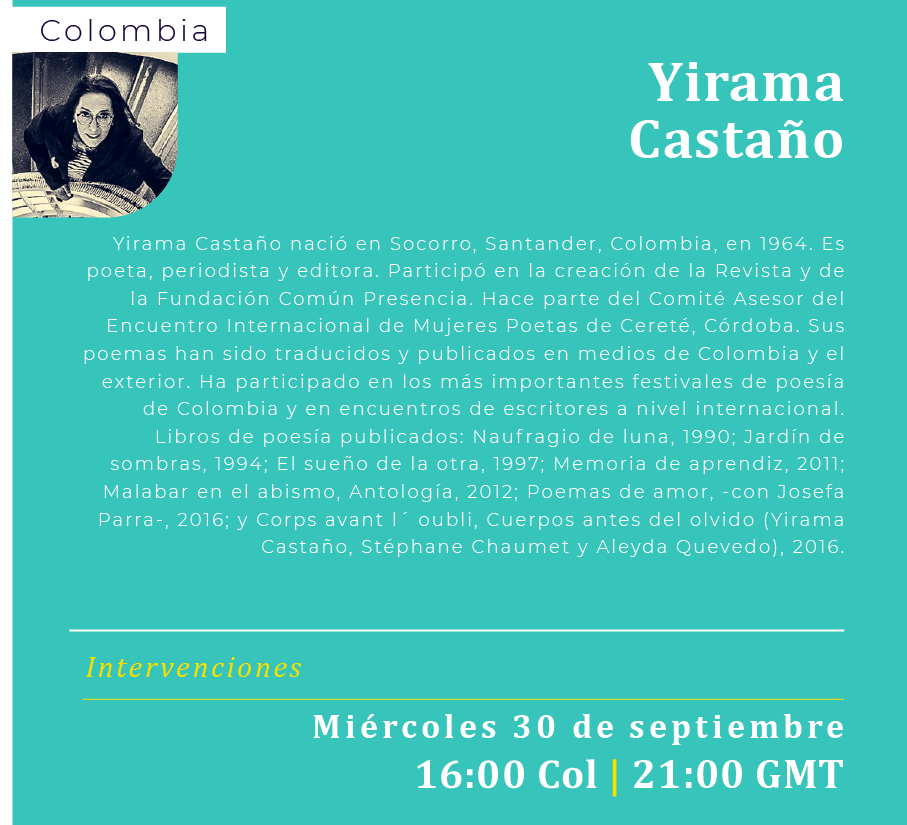 Colombia
Yirama
Castaño
Yirama Castaño nació en Socorro, Santander, Colombia, en 1964. Es
poeta, periodista y editora. Participó en la creación de la Revista y de
la Fundación Común Presencia. Hace parte del Comité Asesor del
Encuentro Internacional de Mujeres Poetas de Cereté, Córdoba. Sus
poemas han sido traducidos y publicados en medios de Colombia y el
exterior. Ha participado en los más importantes festivales de poesía
de Colombia y en encuentros de escritores a nivel internacional.
Libros de poesía publicados: Naufragio de luna, 1990; Jardín de
sombras, 1994; El sueño de la otra, 1997; Memoria de aprendiz, 2011;
Malabar en el abismo, Antología, 2012; Poemas de amor, -con Josefa
Parra-, 2016; y Corps avant l´ oubli, Cuerpos antes del olvido (Yirama
Castaño, Stéphane Chaumet y Aleyda Quevedo), 2016.
Intervenciones
Miércoles 30 de septiembre
16:00 Col | 21:00 GMT